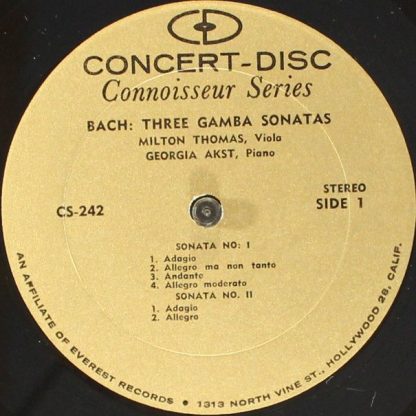 CD
CONCERT-DISC
Connoisseur Series
BACH: THREE GAMBA SONATAS
MILTON THOMAS, Viola
GEORGIA AKST, Piano
STEREO
CS-242
SIDE 1
SONATA NO: I
1. Adagio
2. Allegro ma non tanto
3. Andante
4. Allegro moderato
SONATA NO. II
1. Adagio
2. Allegro
AN AFFILIATE OF EVEREST RECORDS • 1313 NORTH VINE ST., HOLLYWOOD 28, CALIF.